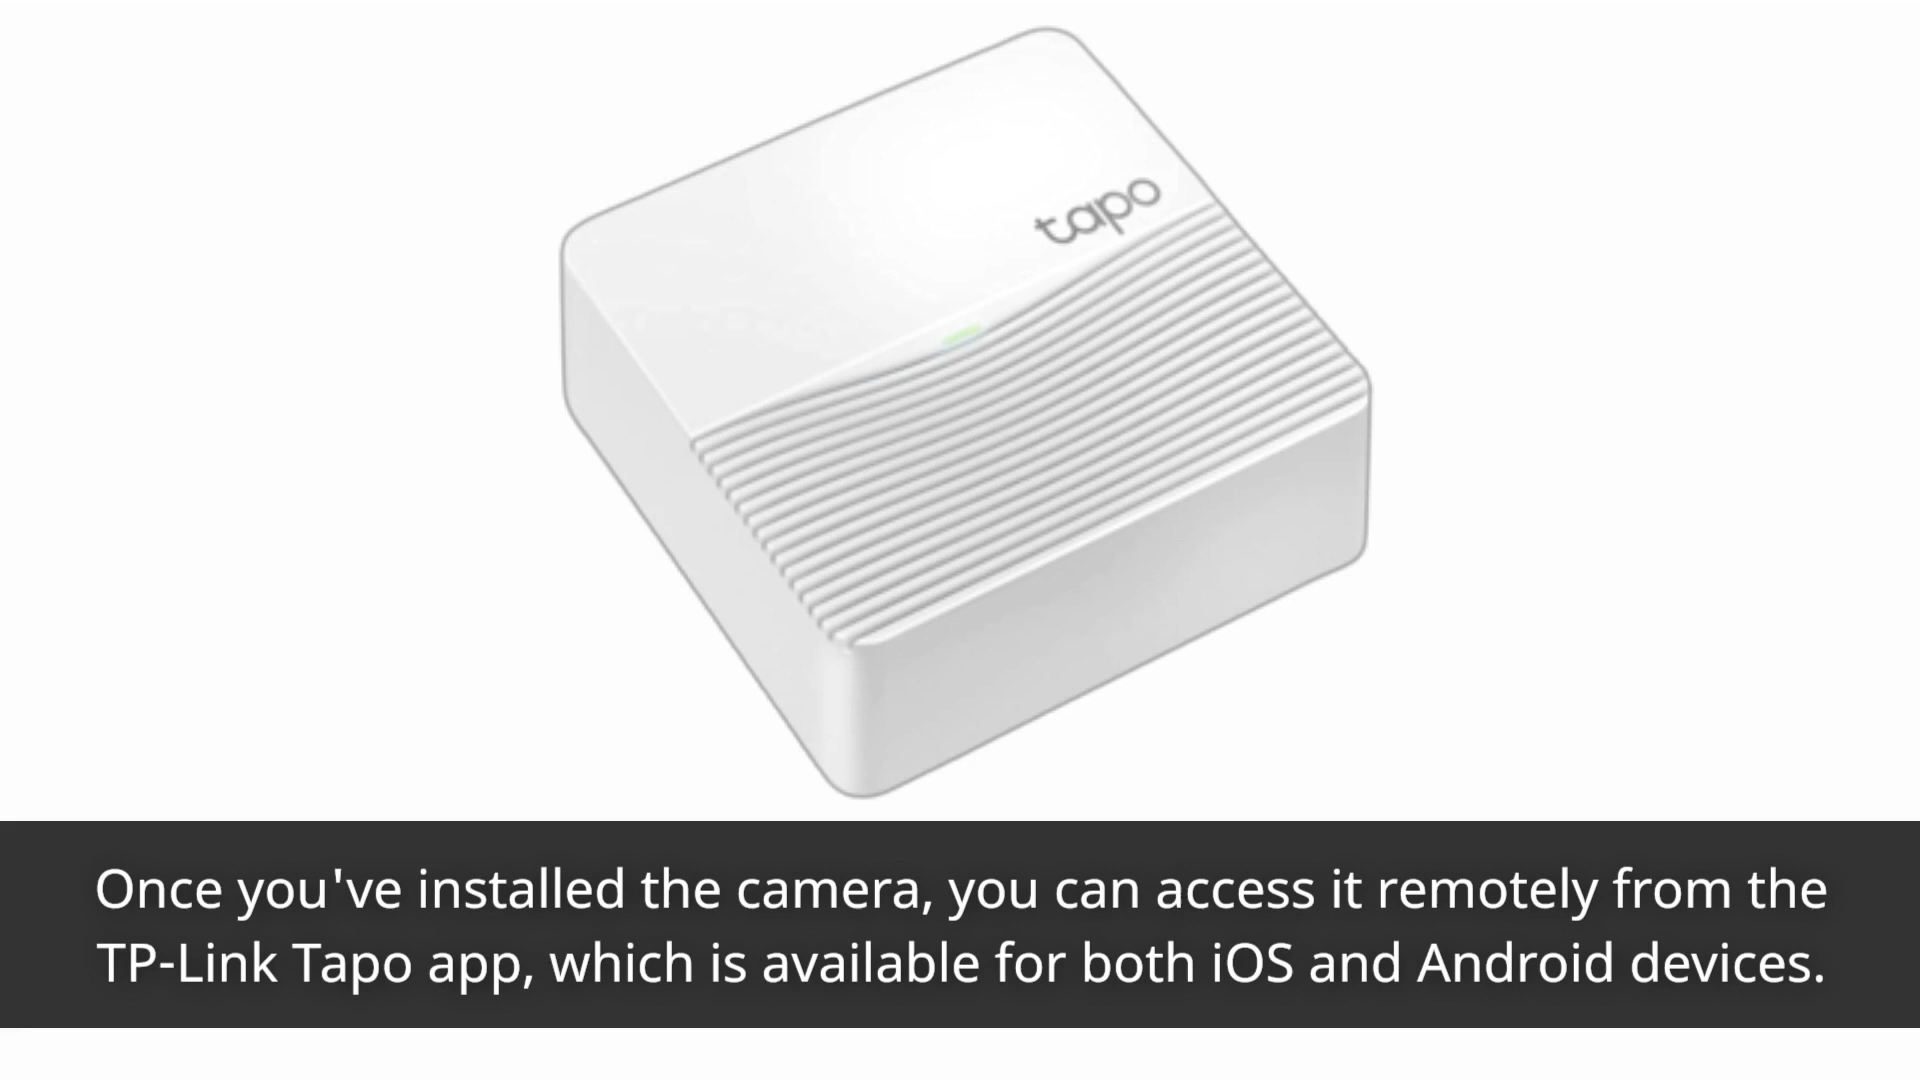 tapo
Once you've installed the camera, you can access it remotely from the
TP-Link Tapo app, which is available for both iOS and Android devices.